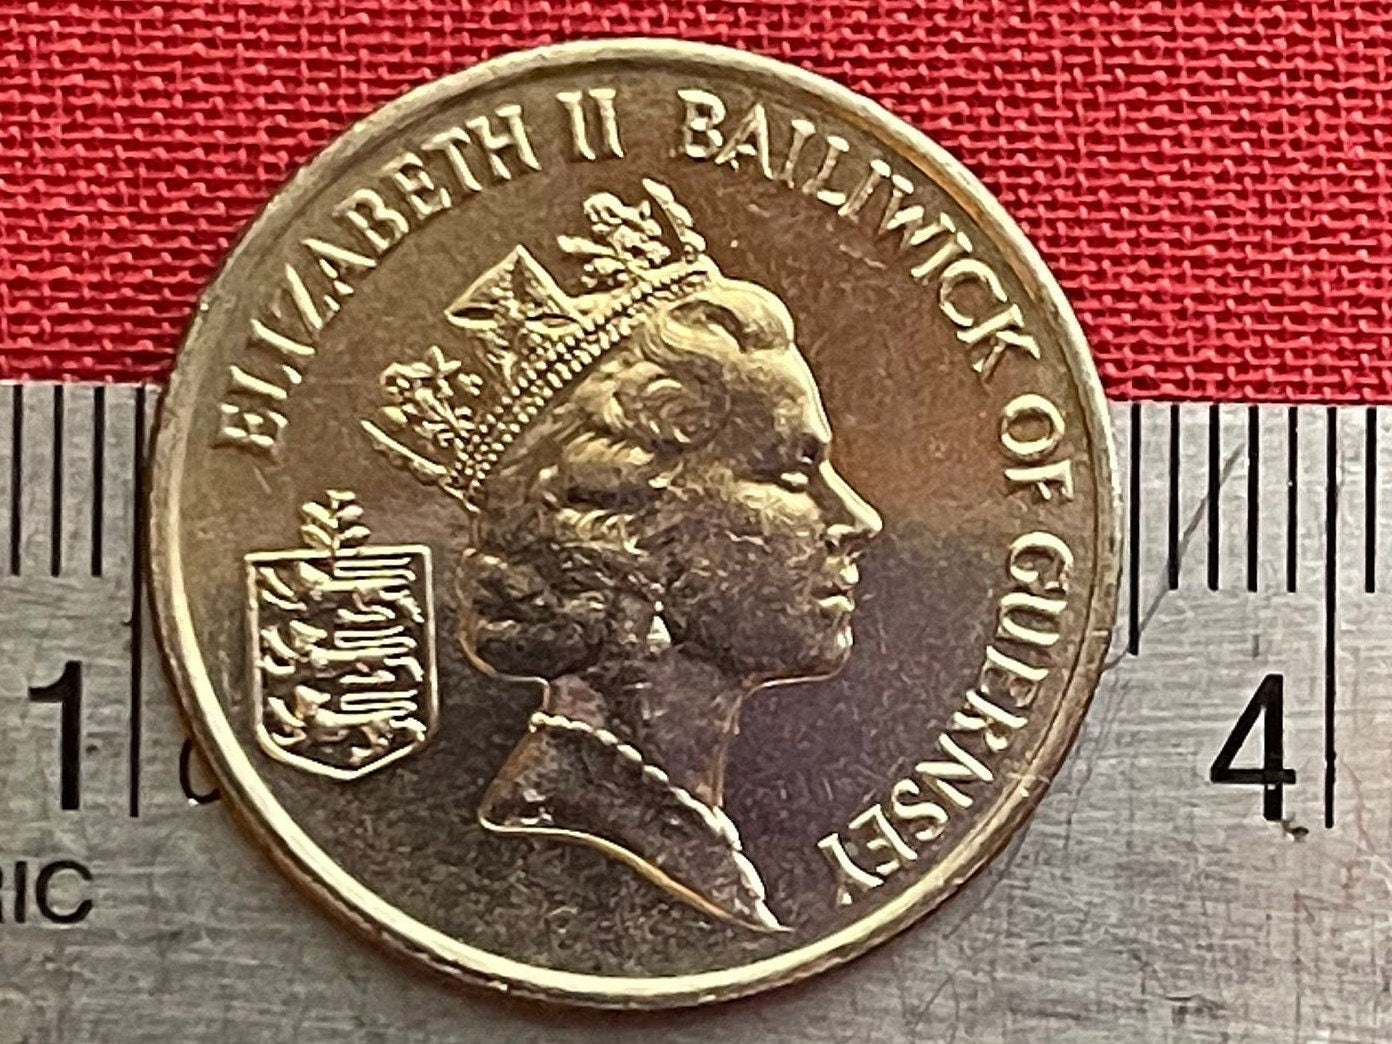 ELIZABETH II BAILIWICK OF GUERNSEY
1
4
RIC